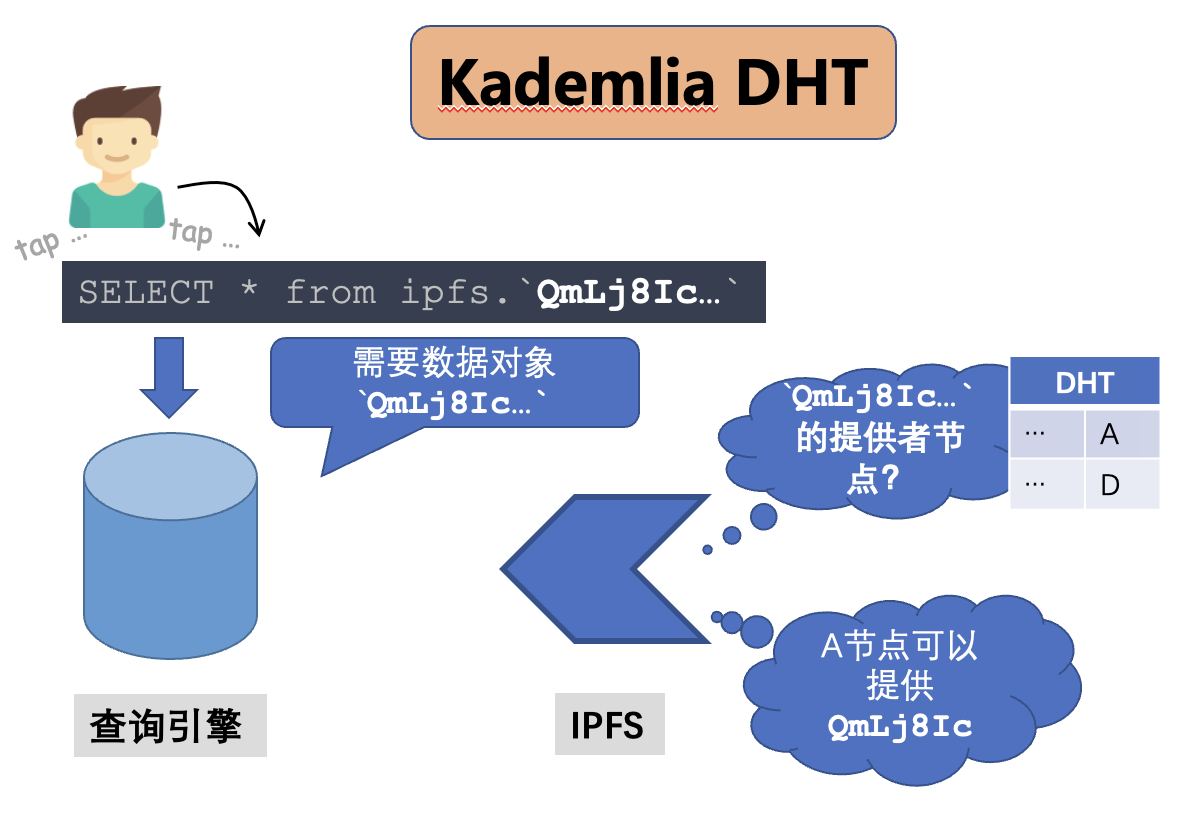 Kademlia DHT
tap …
tap …
SELECT * from ipfs.`QmLj8Ic…`
需要数据对象
`QmLj8Ic…`
`QmLj8Ic…`
的提供者节
点?
DHT
… A
… D
A节点可以
提供
QmLj8Ic
查询引擎
IPFS